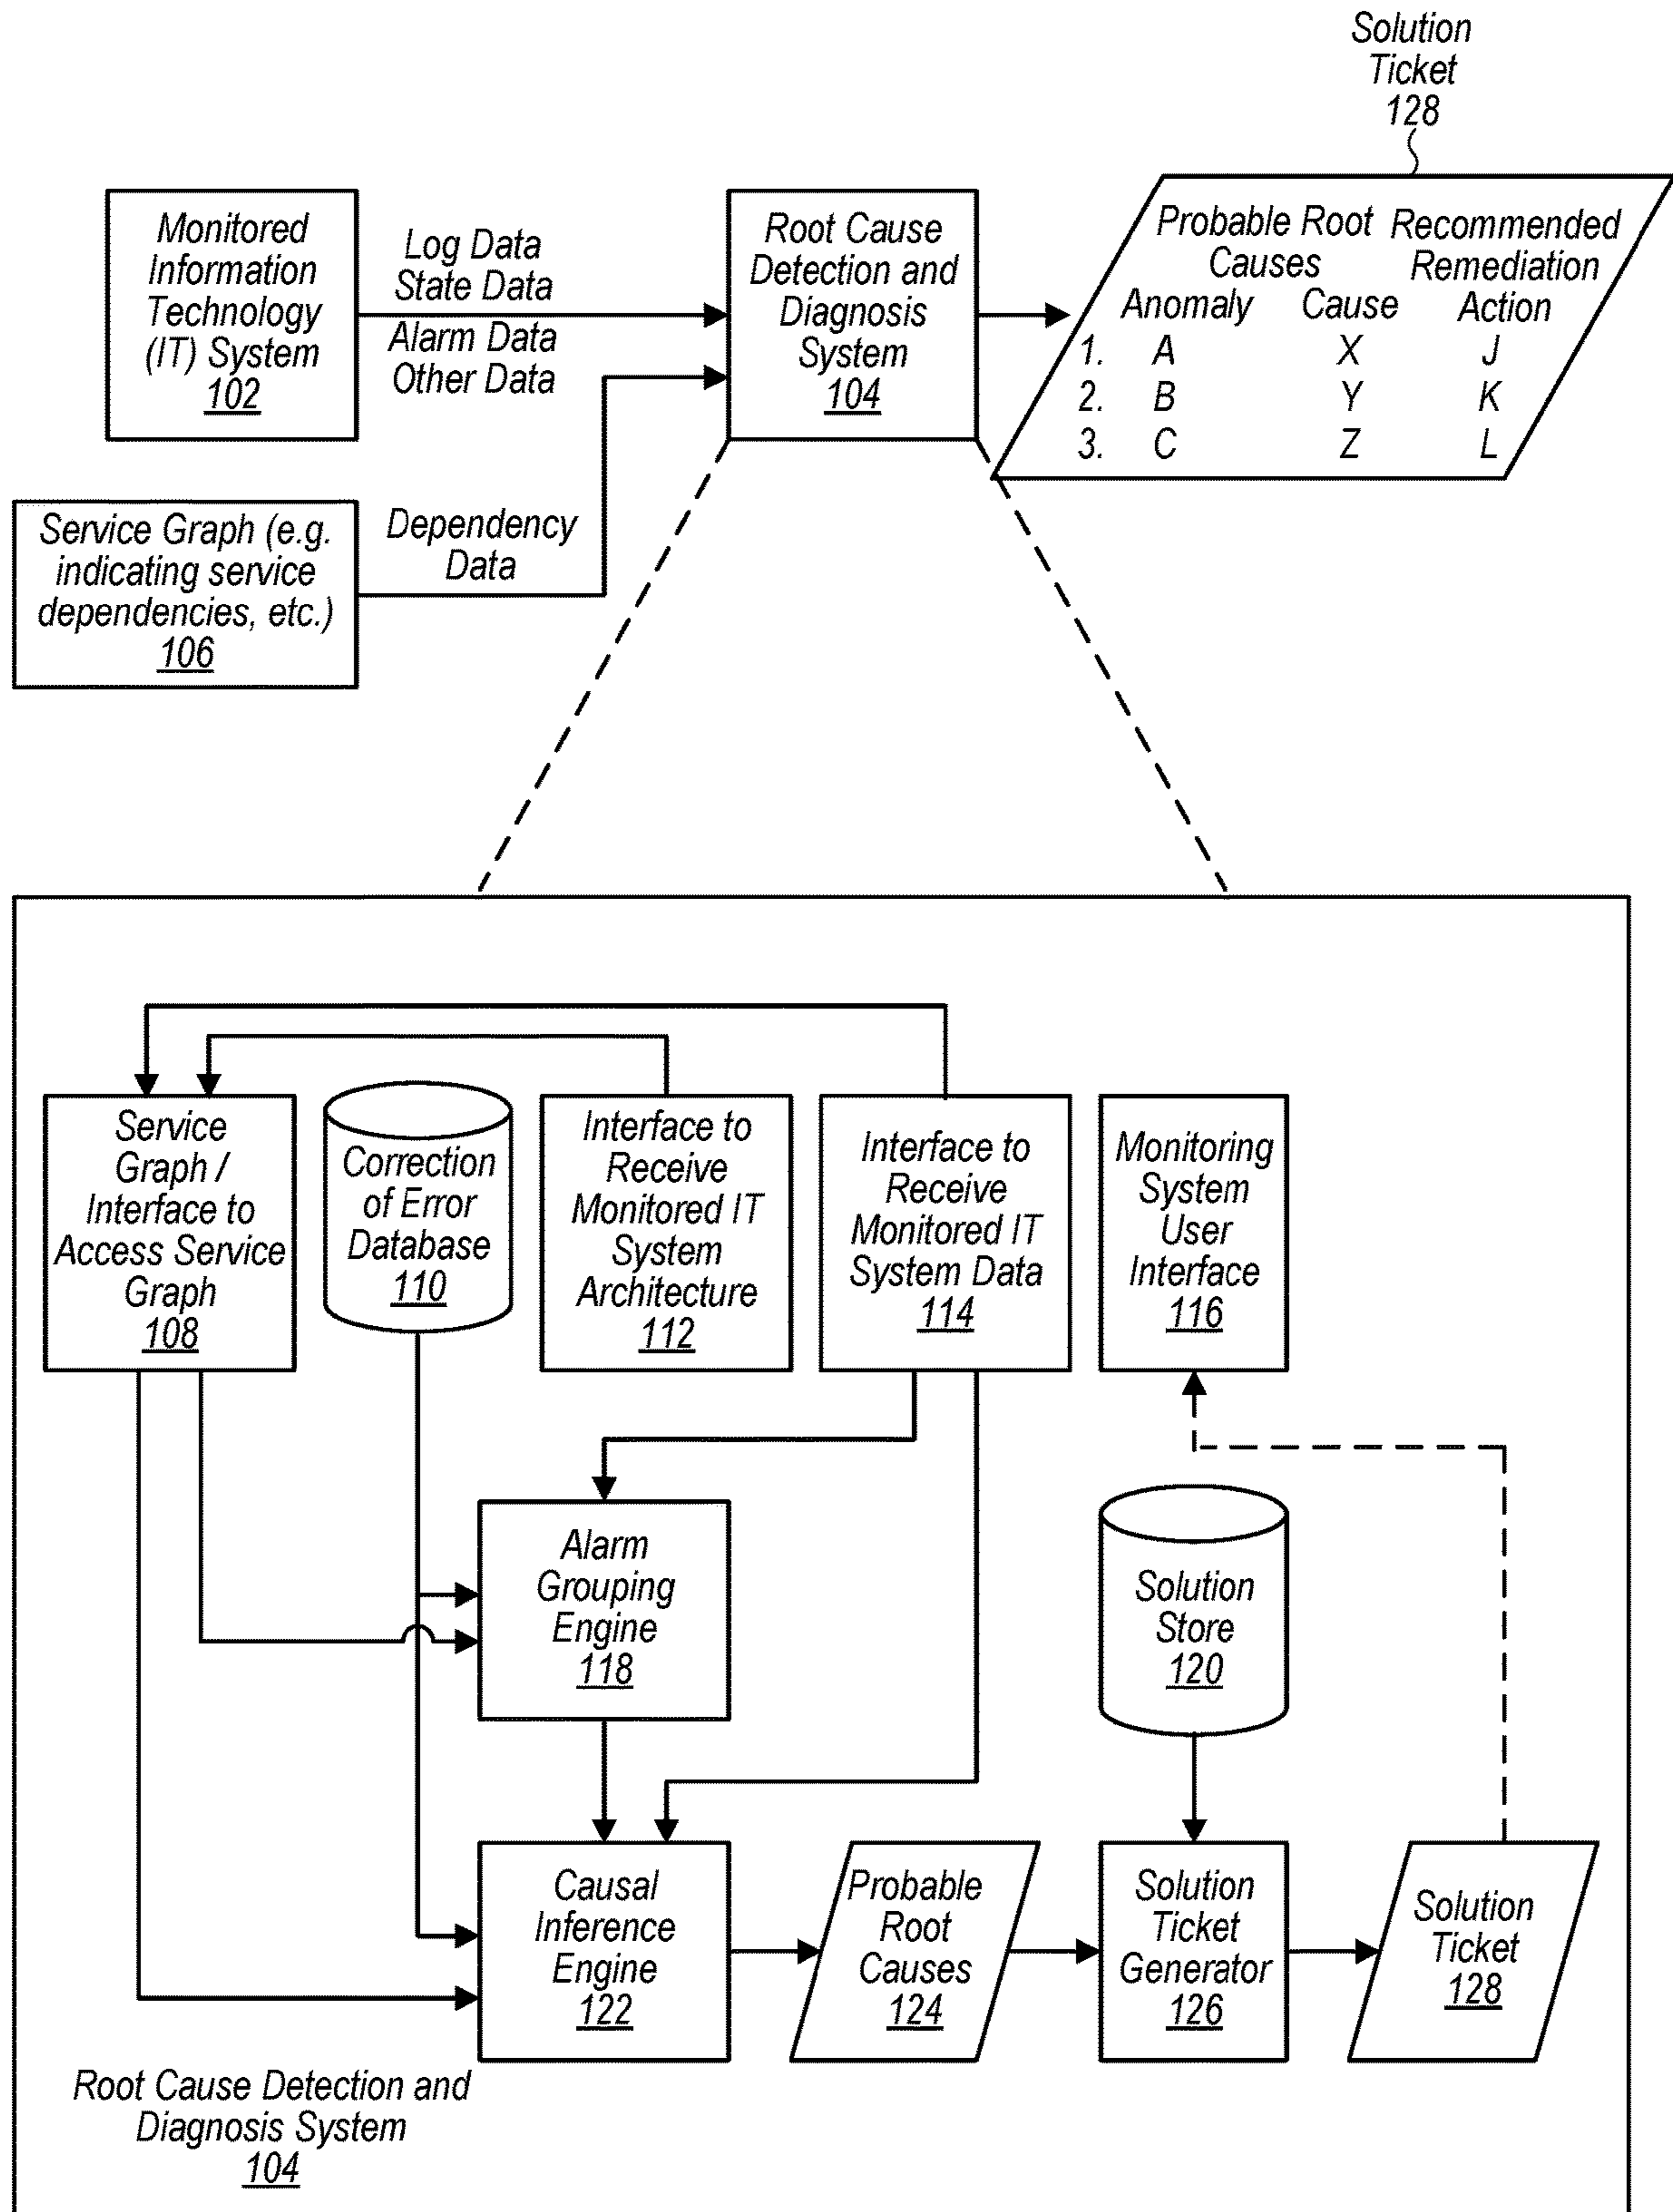 Solution
Ticket
128
Monitored
Information
Technology
(IT) System
102
Log Data
State Data
Alarm Data
Other Data
Root Cause
Detection and
Diagnosis
System
104
Probable Root Recommended
Causes Remediation
Anomaly Cause Action
1. A X J
2. B Y K
3. C Z L
Service Graph (e.g.
indicating service
dependencies, etc.)
106
Dependency
Data
Service
Graph /
Interface to
Access Service
Graph
108
Correction
of Error
Database
110
Interface to
Receive
Monitored IT
System
Architecture
112
Interface to
Receive
Monitored IT
System Data
114
Monitoring
System
User
Interface
116
Alarm
Grouping
Engine
118
Solution
Store
120
Causal
Inference
Engine
122
Probable
Root
Causes
124
Solution
Ticket
Generator
126
Solution
Ticket
128
Root Cause Detection and
Diagnosis System
104